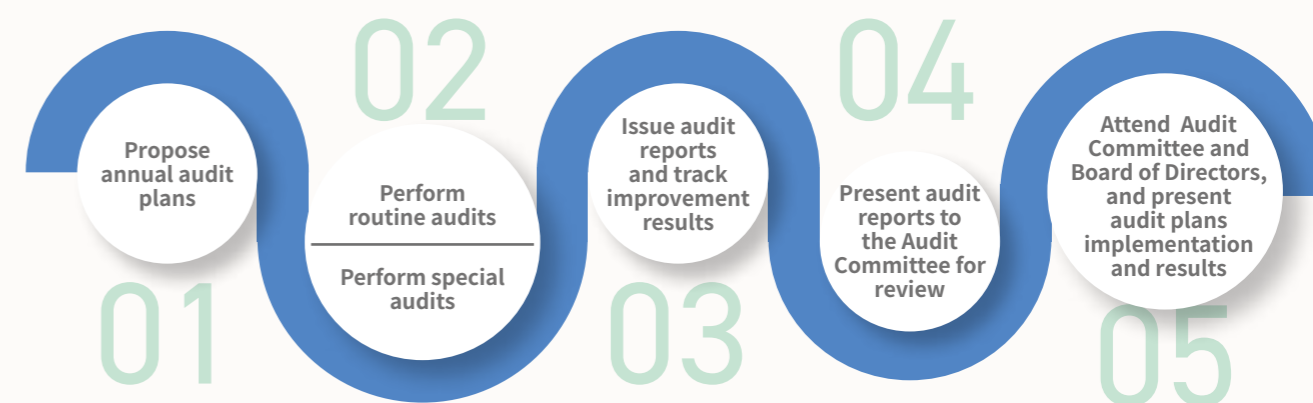 01
Propose
annual audit
plans
02
Perform
routine audits
Perform special
audits
03
Issue audit
reports
and track
improvement
results
04
Present audit
reports to
the Audit
Committee for
review
05
Attend Audit
Committee and
Board of Directors,
and present
audit plans
implementation
and results